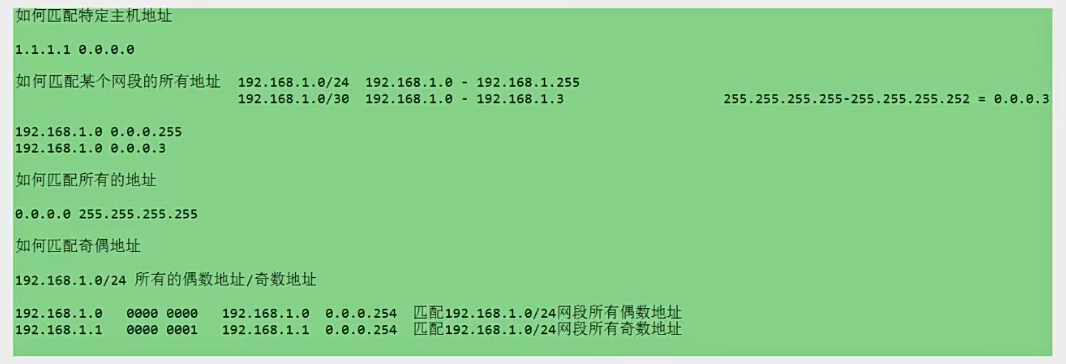 如何匹配特定主机地址
1.1.1.1 0.0.0.0
如何匹配某个网段的所有地址 192.168.1.0/24 192.168.1.0 - 192.168.1.255
192.168.1.0/30 192.168.1.0 - 192.168.1.3 255.255.255.255-255.255.255.252 = 0.0.0.3
192.168.1.0 0.0.0.255
192.168.1.0 0.0.0.3
如何匹配所有的地址
0.0.0.0 255.255.255.255
如何匹配奇偶地址
192.168.1.0/24 所有的偶数地址/奇数地址
192.168.1.0 0000 0000 192.168.1.0 0.0.0.254 匹配192.168.1.0/24网段所有偶数地址
192.168.1.1 0000 0001 192.168.1.1 0.0.0.254 匹配192.168.1.0/24网段所有奇数地址